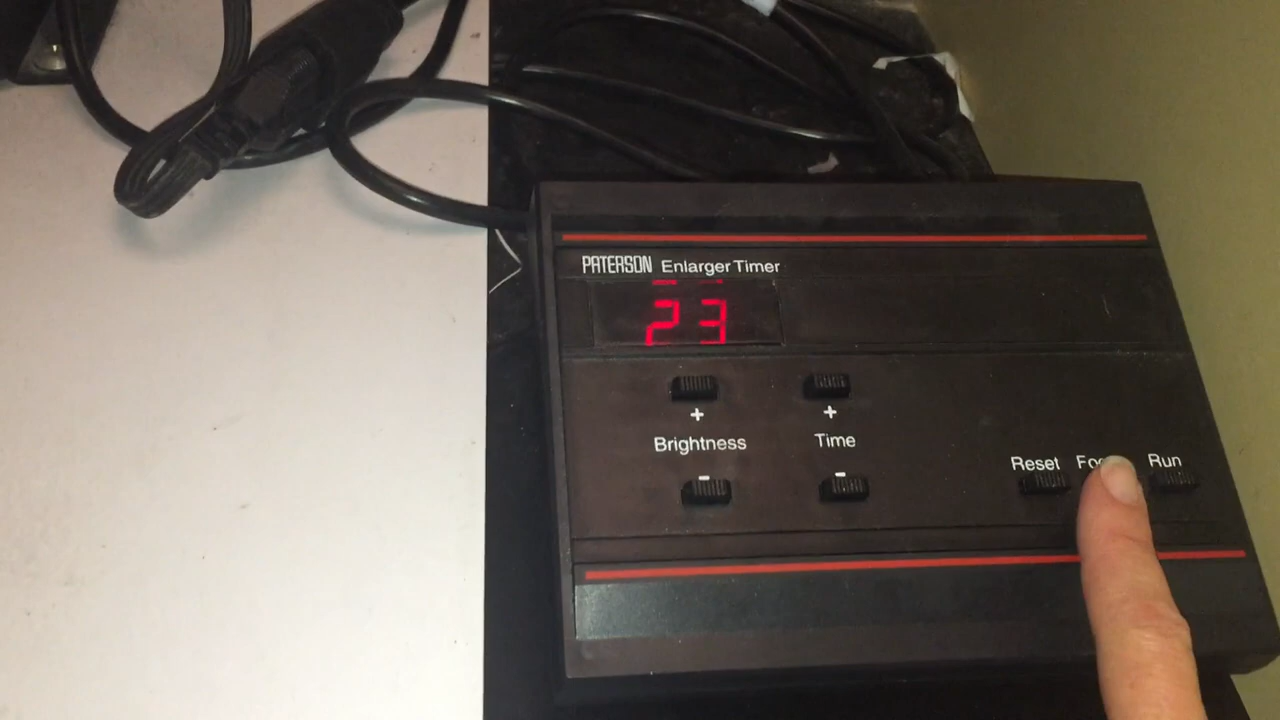 PATERSON Enlarger Timer
23
+ +
Brightness Time
- -
Reset Run